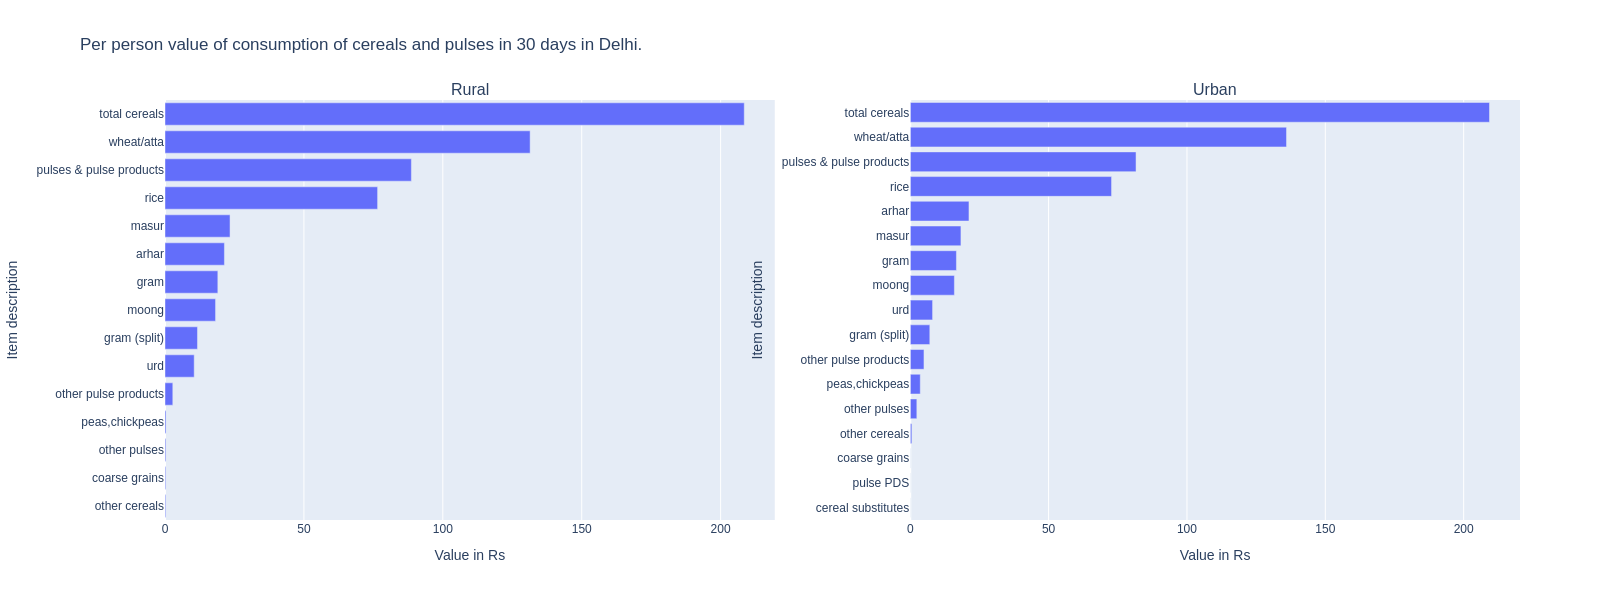 Per person value of consumption of cereals and pulses in 30 days in Delhi.
Rural
total cereals
wheat/atta
pulses & pulse products
rice
masur
arhar
gram
moong
gram (split)
urd
other pulse products
peas,chickpeas
other pulses
coarse grains
other cereals
Item description
0 50 100 150 200
Value in Rs
Urban
total cereals
wheat/atta
pulses & pulse products
rice
arhar
masur
gram
moong
urd
gram (split)
other pulse products
peas,chickpeas
other pulses
other cereals
coarse grains
pulse PDS
cereal substitutes
Item description
0 50 100 150 200
Value in Rs